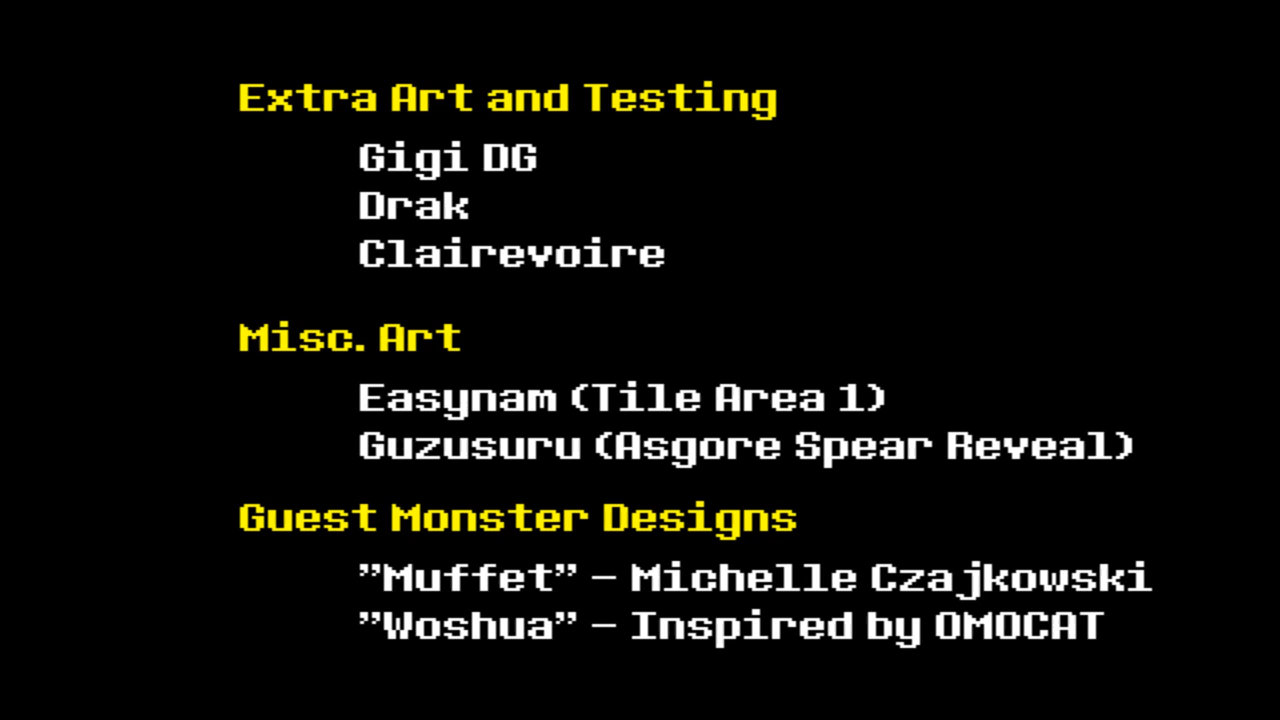 Extra Art and Testing
Gigi DG
Drak
Clairevoire
Misc. Art
Easynam (Tile Area 1)
Guzusuru (Asgore Spear Reveal)
Guest Monster Designs
”Muffet” – Michelle Czajkowski
”Woshua” – Inspired by OMOCAT